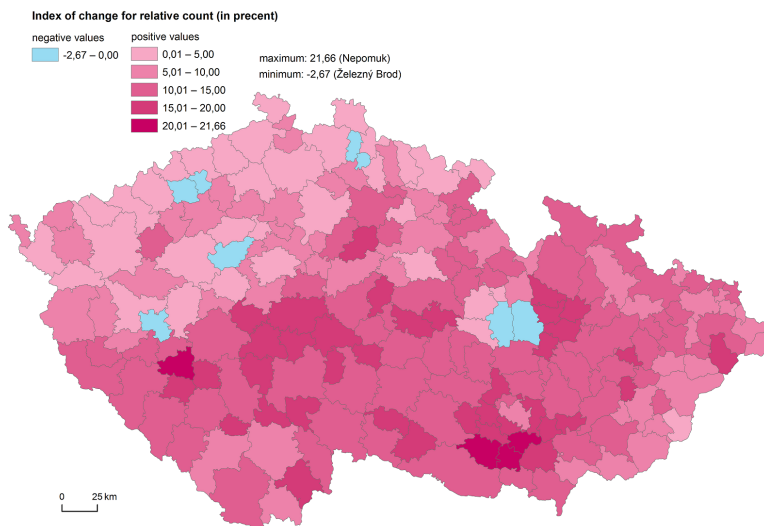 Index of change for relative count (in precent)
negative values
-2,67 – 0,00
positive values
0,01 – 5,00
5,01 – 10,00
10,01 – 15,00
15,01 – 20,00
20,01 – 21,66
maximum: 21,66 (Nepomuk)
minimum: -2,67 (Železný Brod)
0 25 km